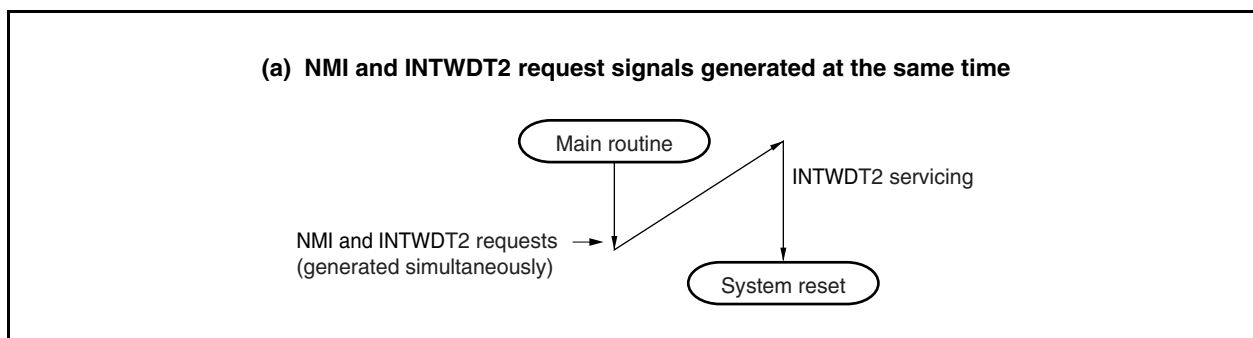 (a) NMI and INTWDT2 request signals generated at the same time
Main routine
INTWDT2 servicing
NMI and INTWDT2 requests
(generated simultaneously)
System reset